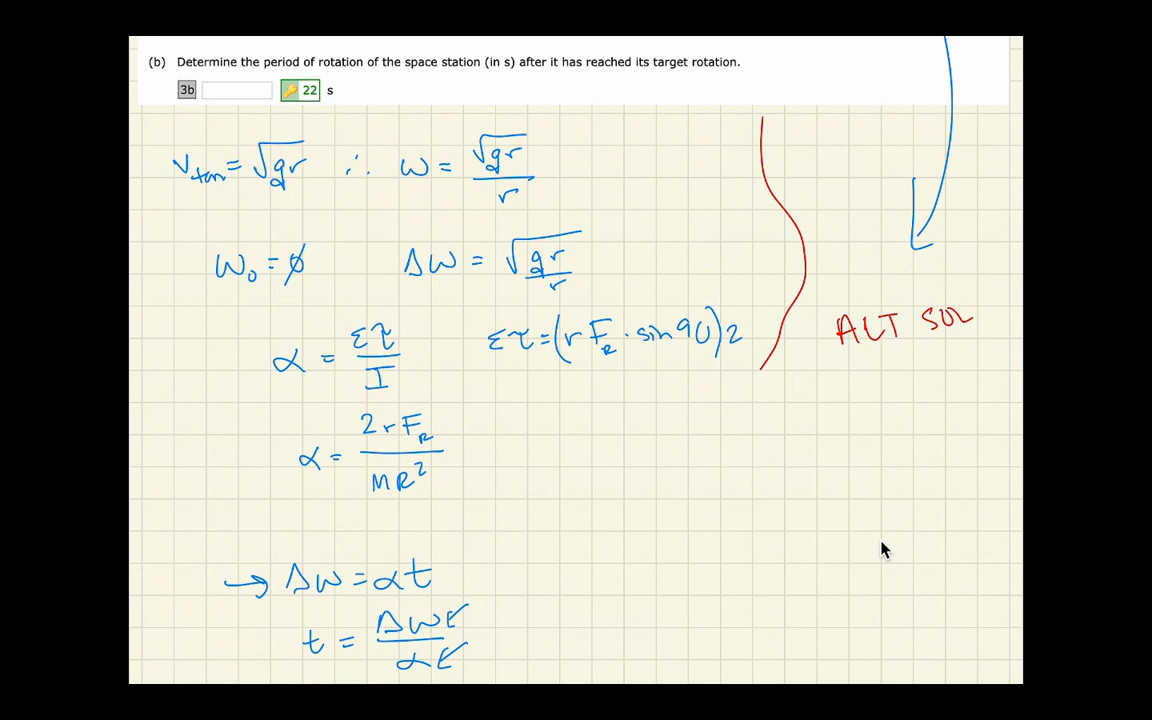 (b) Determine the period of rotation of the space station (in s) after it has reached its target rotation.
3b 22 s
v_tan = √gr ∴ ω = √gr / r
ω₀ = 0̸ Δω = √gr / r
α = Στ / I Στ = (r F_R · sin 90) 2
ALT SOL
α = 2rF_R / MR²
→ Δω = αt
t = Δω / α